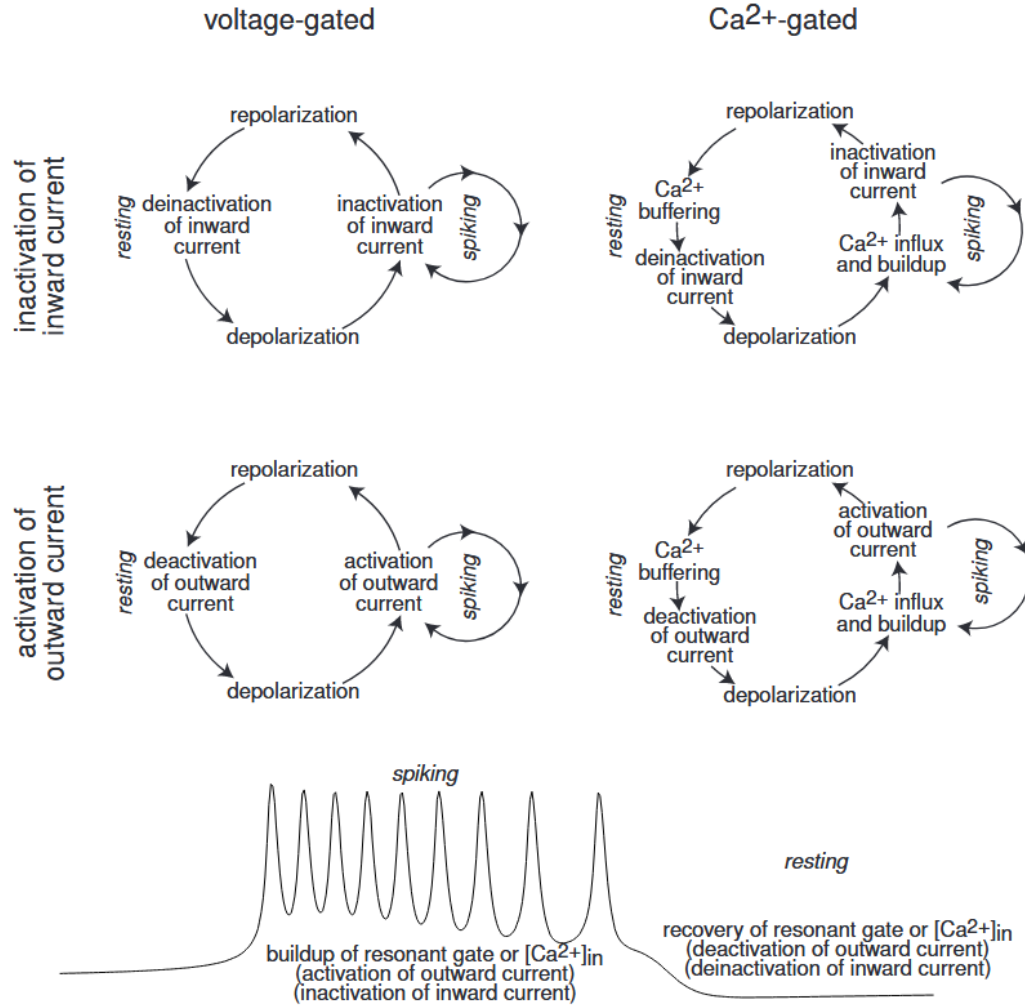 voltage-gated
Ca2+-gated
inactivation of
inward current
repolarization
resting
deinactivation
of inward
current
inactivation
of inward
current
spiking
depolarization
repolarization
resting
Ca2+
buffering
deinactivation
of inward
current
inactivation
of inward
current
Ca2+ influx
and buildup
spiking
depolarization
activation of
outward current
repolarization
resting
deactivation
of outward
current
activation
of outward
current
spiking
depolarization
repolarization
resting
Ca2+
buffering
deactivation
of outward
current
activation
of outward
current
Ca2+ influx
and buildup
spiking
depolarization
spiking
buildup of resonant gate or [Ca2+]in
(activation of outward current)
(inactivation of inward current)
resting
recovery of resonant gate or [Ca2+]in
(deactivation of outward current)
(deinactivation of inward current)